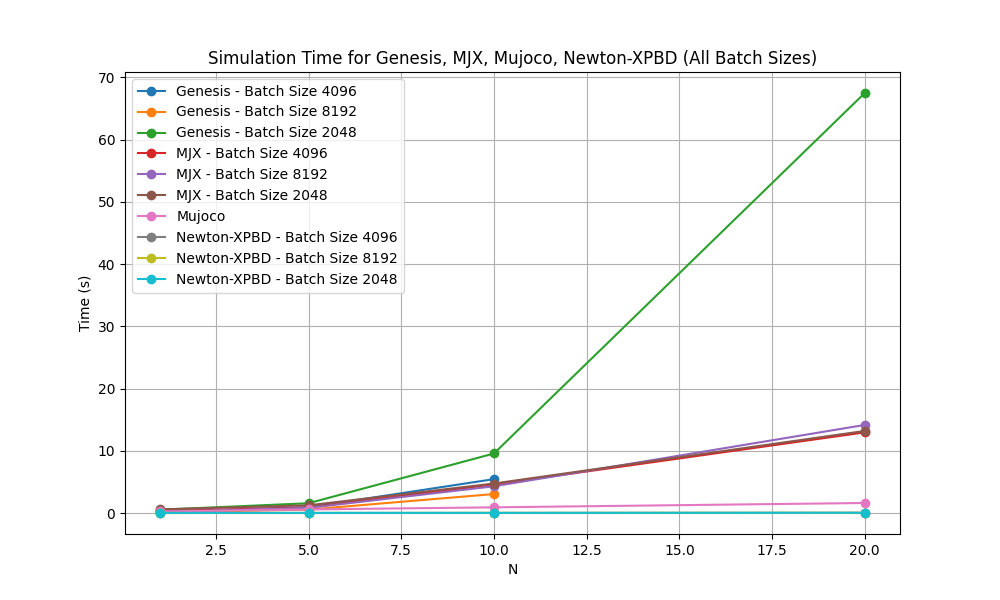 Simulation Time for Genesis, MJX, Mujoco, Newton-XPBD (All Batch Sizes)
Genesis - Batch Size 4096
Genesis - Batch Size 8192
Genesis - Batch Size 2048
MJX - Batch Size 4096
MJX - Batch Size 8192
MJX - Batch Size 2048
Mujoco
Newton-XPBD - Batch Size 4096
Newton-XPBD - Batch Size 8192
Newton-XPBD - Batch Size 2048
Time (s)
70
60
50
40
30
20
10
0
2.5 5.0 7.5 10.0 12.5 15.0 17.5 20.0
N